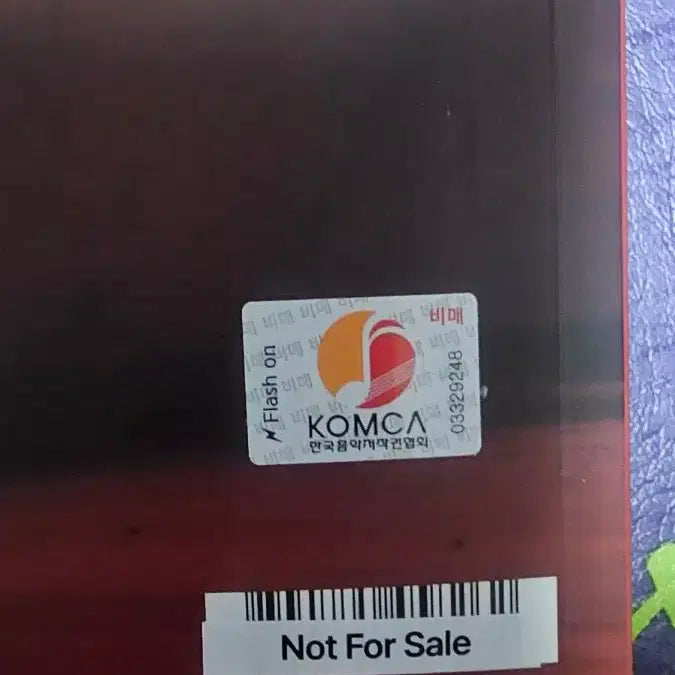 비매
Flash on
03329248
KOMCA
한국음악저작권협회
Not For Sale